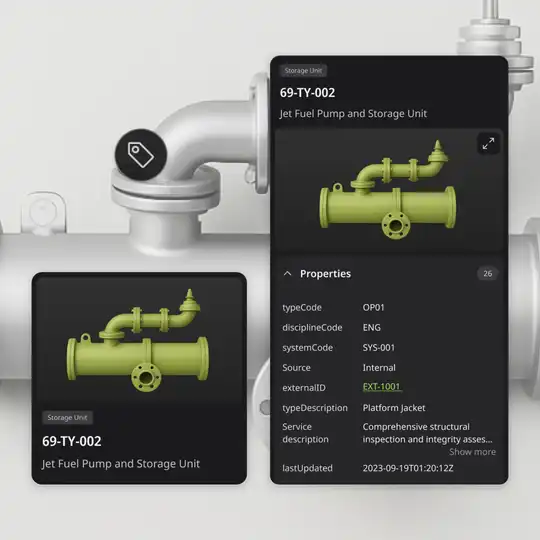 Storage Unit
69-TY-002
Jet Fuel Pump and Storage Unit
Properties
26
typeCode OP01
disciplineCode ENG
systemCode SYS-001
Source Internal
externalID EXT-1001
typeDescription Platform Jacket
Service description Comprehensive structural
inspection and integrity asses...
Show more
lastUpdated 2023-09-19T01:20:12Z
Storage Unit
69-TY-002
Jet Fuel Pump and Storage Unit